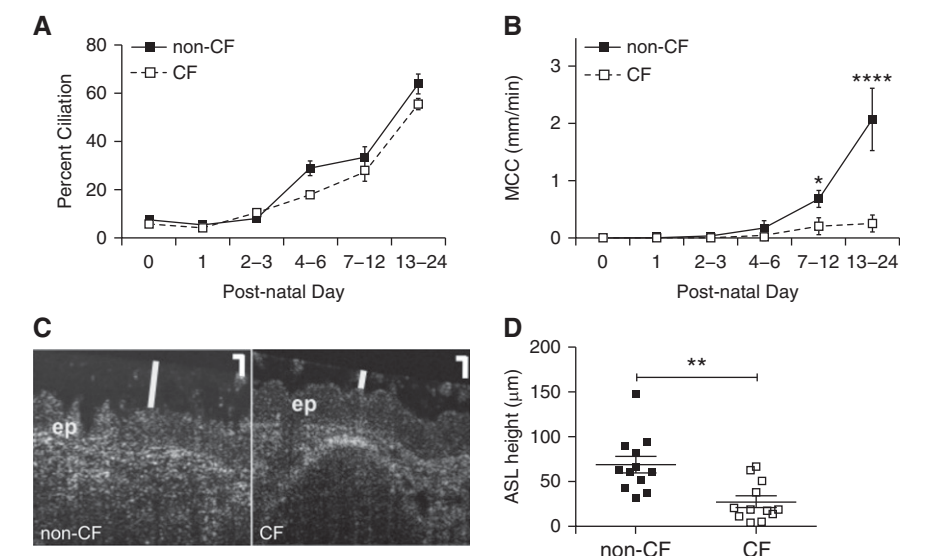 A
80
60
40
20
0
Percent Ciliation
non-CF
CF
0 1 2–3 4–6 7–12 13–24
Post-natal Day
B
3
2
1
0
MCC (mm/min)
non-CF
CF
*
****
0 1 2–3 4–6 7–12 13–24
Post-natal Day
C
ep
non-CF
ep
CF
D
200
150
100
50
0
ASL height (μm)
**
non-CF CF